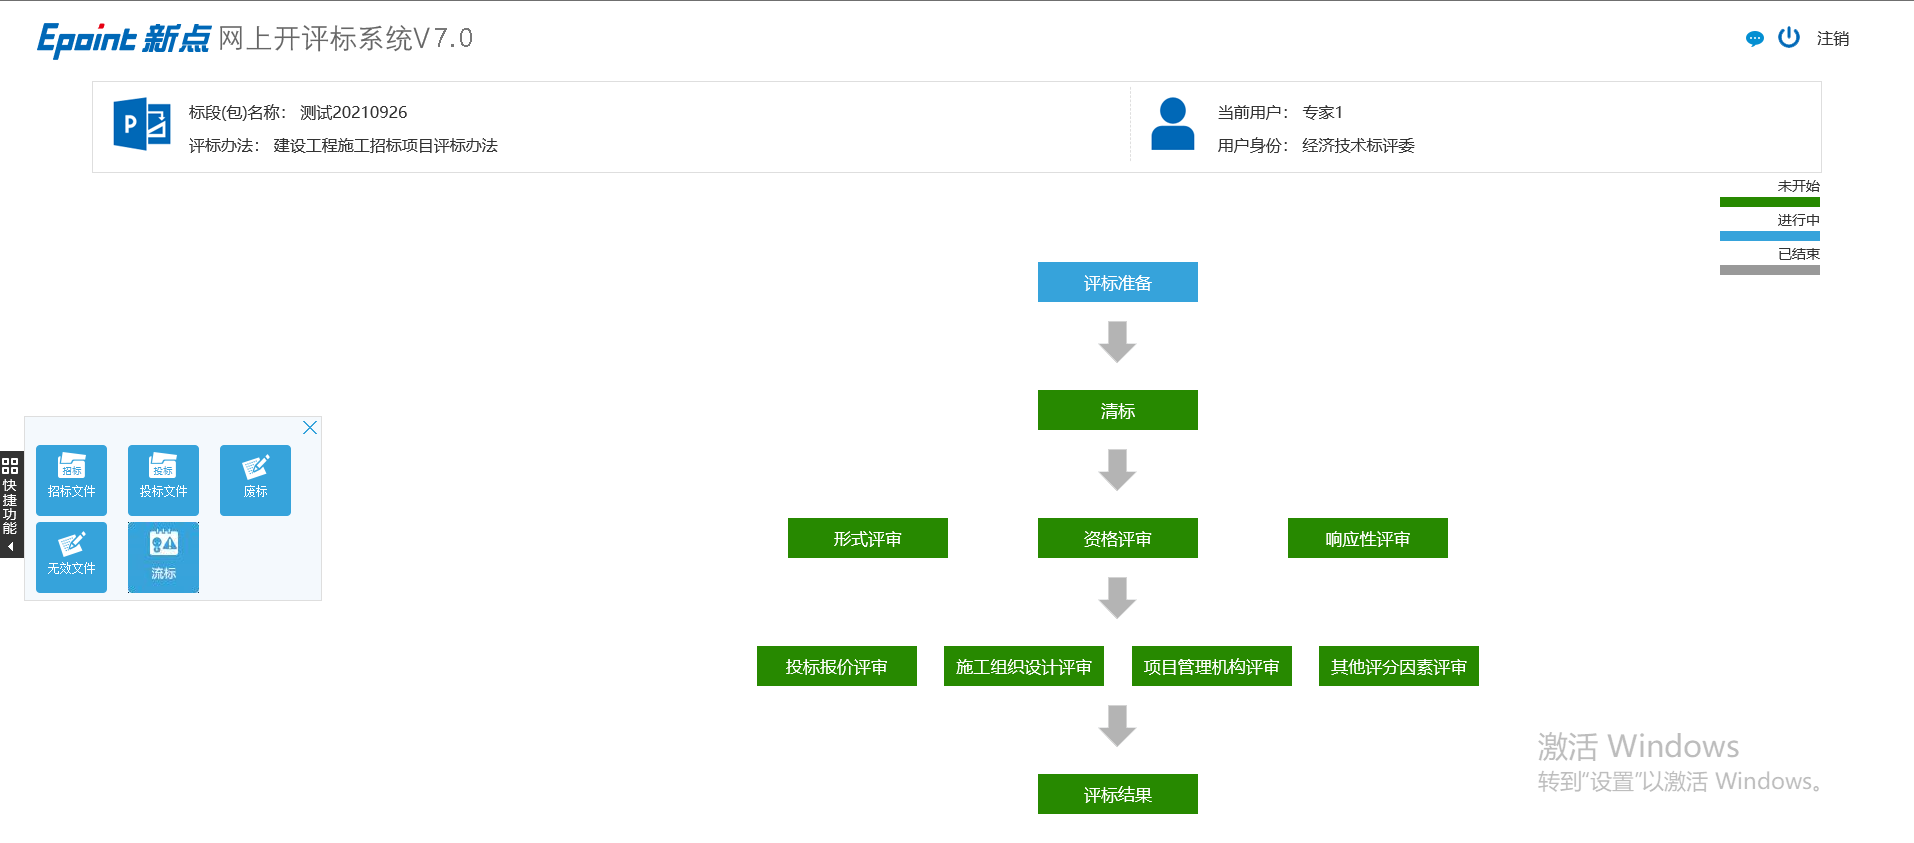 Epoint 新点 网上开评标系统V7.0
注销
标段(包)名称： 测试20210926
评标办法： 建设工程施工招标项目评标办法
当前用户： 专家1
用户身份： 经济技术标评委
未开始
进行中
已结束
评标准备
清标
形式评审
资格评审
响应性评审
投标报价评审
施工组织设计评审
项目管理机构评审
其他评分因素评审
评标结果
快捷功能
招标
招标文件
投标
投标文件
废标
无效文件
流标
激活 Windows
转到“设置”以激活 Windows。